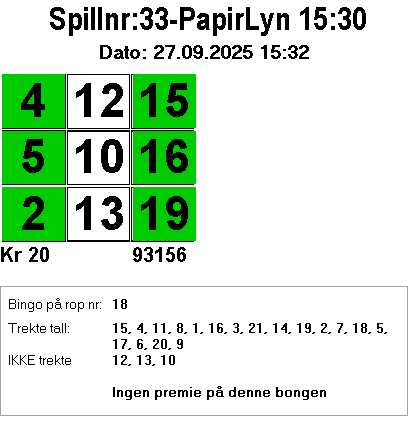 Spillnr:33-PapirLyn 15:30
Dato: 27.09.2025 15:32
4 12 15
5 10 16
2 13 19
Kr 20 93156
Bingo på rop nr: 18
Trekte tall: 15, 4, 11, 8, 1, 16, 3, 21, 14, 19, 2, 7, 18, 5,
17, 6, 20, 9
IKKE trekte 12, 13, 10
Ingen premie på denne bongen